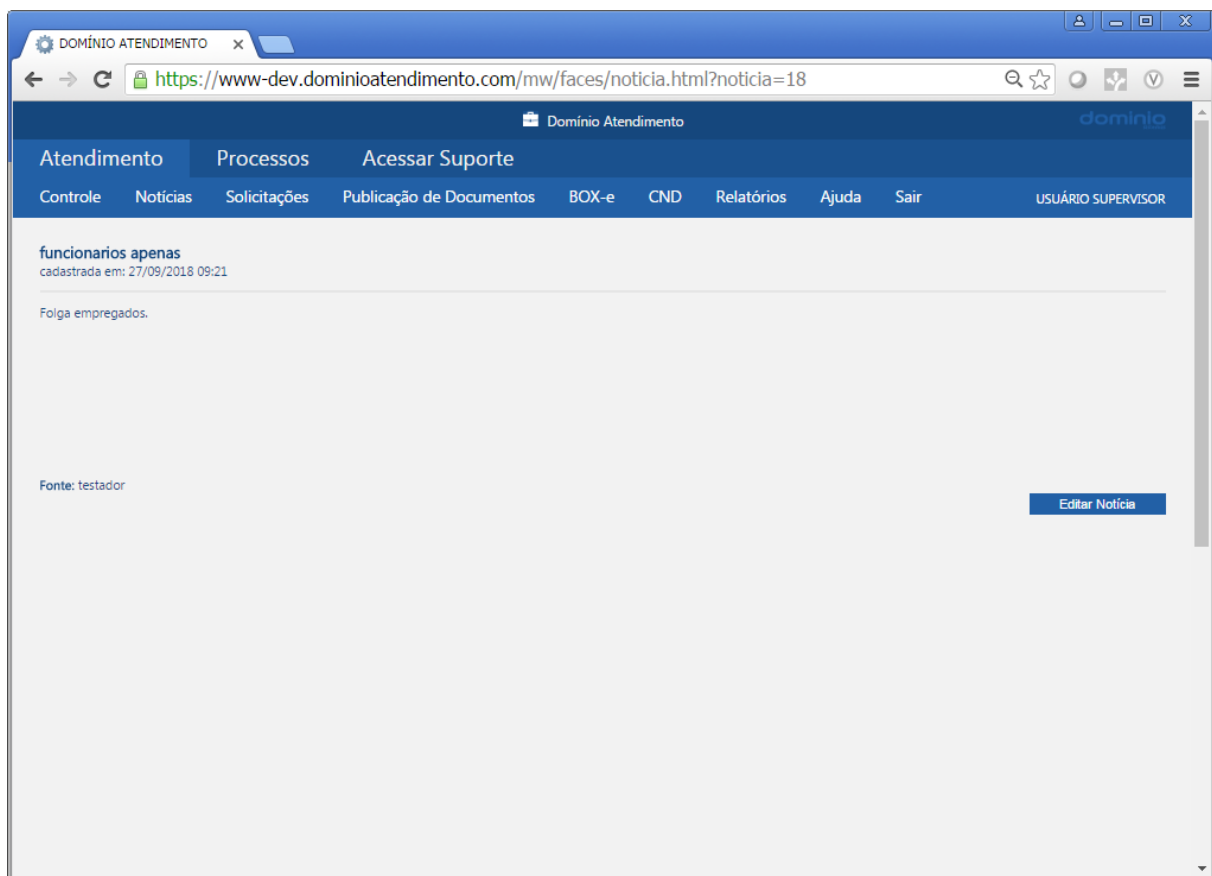 DOMÍNIO ATENDIMENTO
https://www-dev.dominioatendimento.com/mw/faces/noticia.html?noticia=18
Domínio Atendimento
domínio
Atendimento Processos Acessar Suporte
Controle Notícias Solicitações Publicação de Documentos BOX-e CND Relatórios Ajuda Sair USUÁRIO SUPERVISOR
funcionarios apenas
cadastrada em: 27/09/2018 09:21
Folga empregados.
Fonte: testador
Editar Notícia